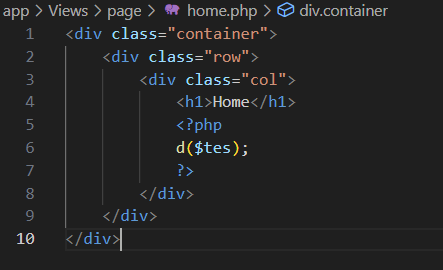 app > Views > page > home.php > div.container
1 <div class="container">
2 <div class="row">
3 <div class="col">
4 <h1>Home</h1>
5 <?php
6 d($tes);
7 ?>
8 </div>
9 </div>
10 </div>